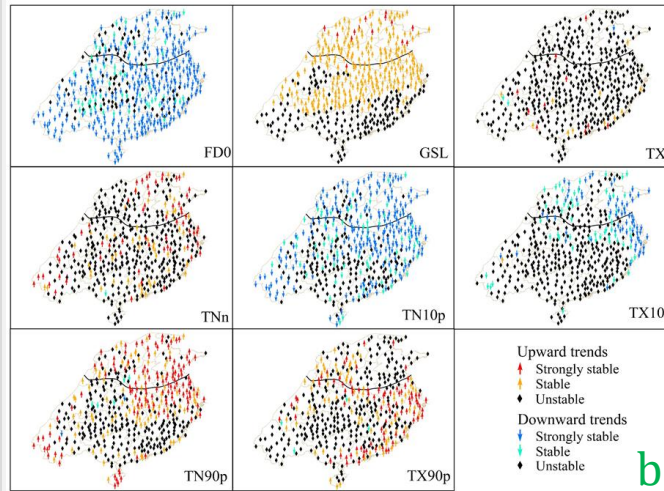 FD0
GSL
TX
TNn
TN10p
TX10
TN90p
TX90p
Upward trends
Strongly stable
Stable
Unstable
Downward trends
Strongly stable
Stable
Unstable
b